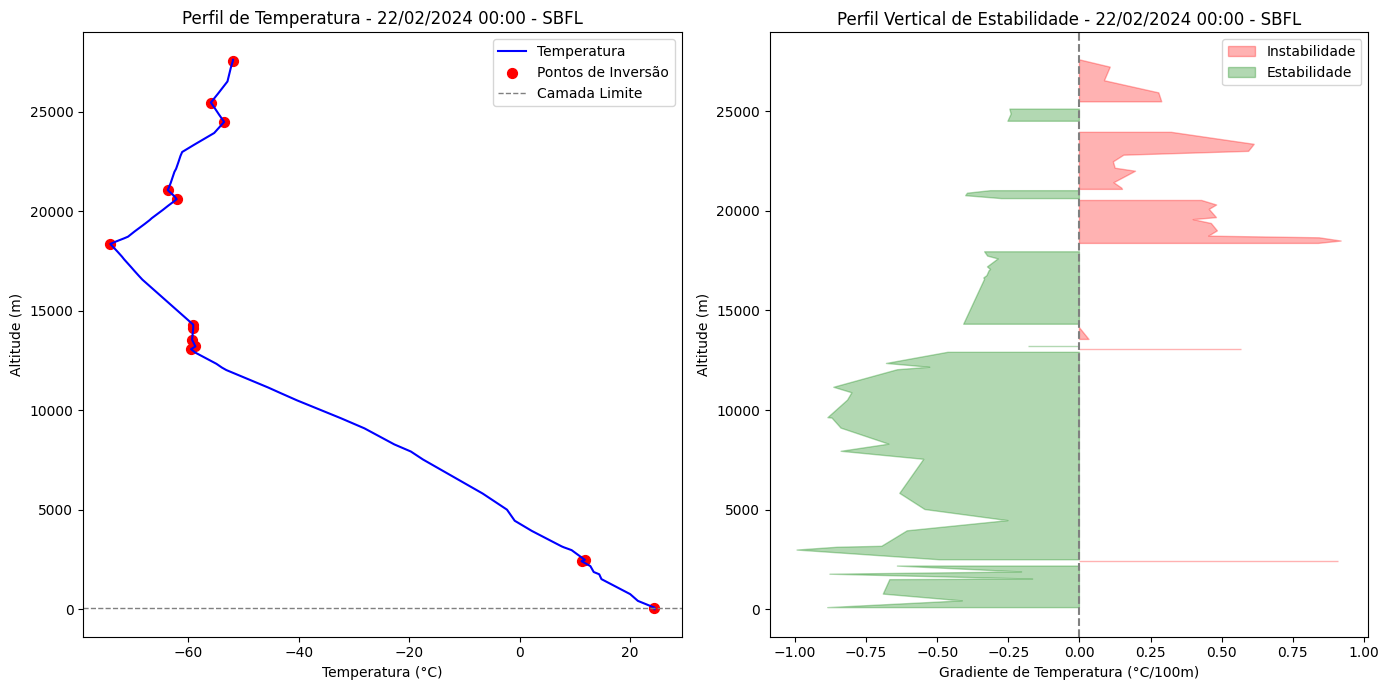 Perfil de Temperatura - 22/02/2024 00:00 - SBFL
Temperatura
Pontos de Inversão
Camada Limite
25000
20000
15000
10000
5000
0
Altitude (m)
−60
−40
−20
0
20
Temperatura (°C)
Perfil Vertical de Estabilidade - 22/02/2024 00:00 - SBFL
Instabilidade
Estabilidade
25000
20000
15000
10000
5000
0
Altitude (m)
−1.00
−0.75
−0.50
−0.25
0.00
0.25
0.50
0.75
1.00
Gradiente de Temperatura (°C/100m)